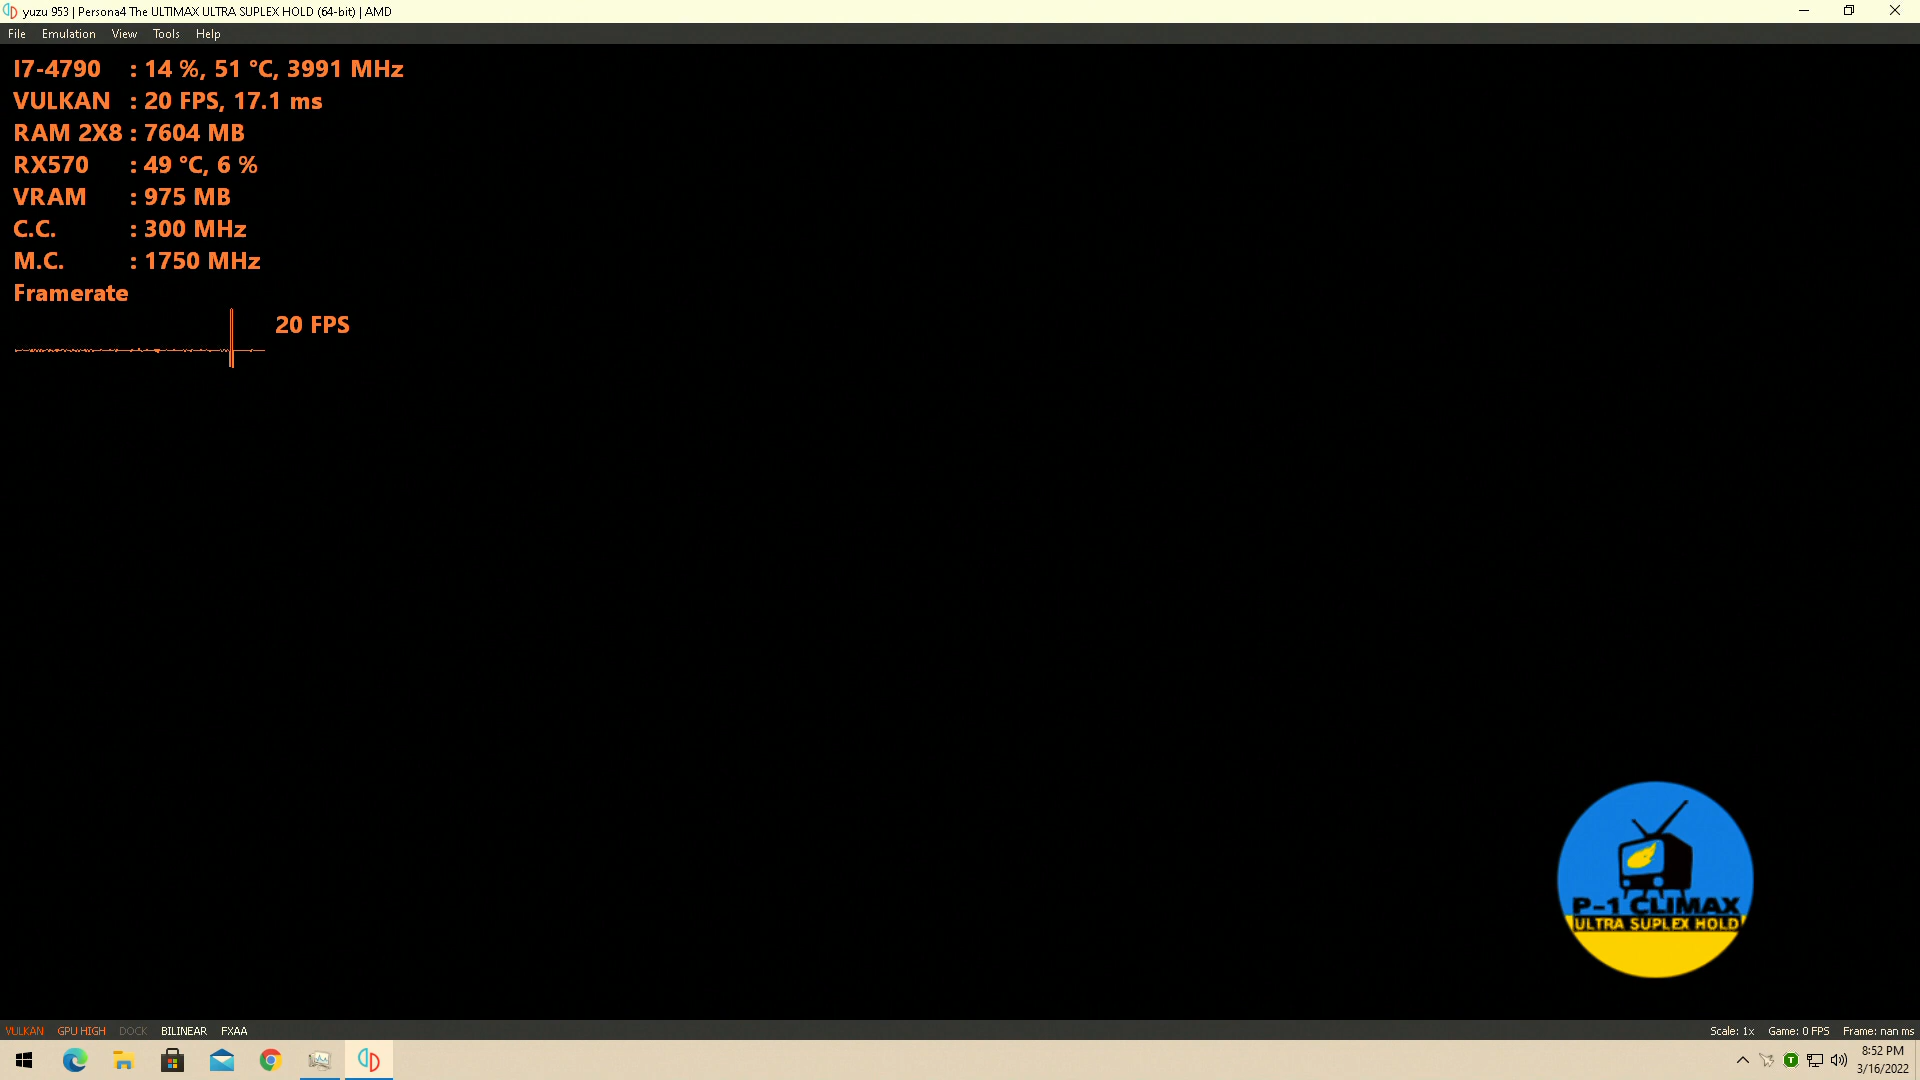 yuzu 953 | Persona4 The ULTIMAX ULTRA SUPLEX HOLD (64-bit) | AMD
File Emulation View Tools Help
I7-4790 : 14 %, 51 °C, 3991 MHz
VULKAN : 20 FPS, 17.1 ms
RAM 2X8 : 7604 MB
RX570 : 49 °C, 6 %
VRAM : 975 MB
C.C. : 300 MHz
M.C. : 1750 MHz
Framerate
20 FPS
P-1 CLIMAX
ULTRA SUPLEX HOLD
VULKAN GPU HIGH DOCK BILINEAR FXAA Scale: 1x Game: 0 FPS Frame: nan ms
T
8:52 PM
3/16/2022